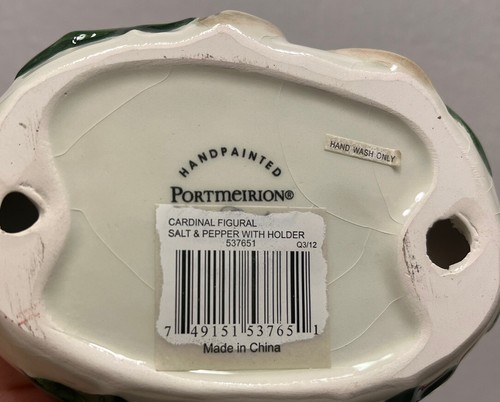 HANDPAINTED
PORTMEIRION®
HAND WASH ONLY
CARDINAL FIGURAL
SALT & PEPPER WITH HOLDER
537651 Q3/12
7 49151 53765 1
Made in China